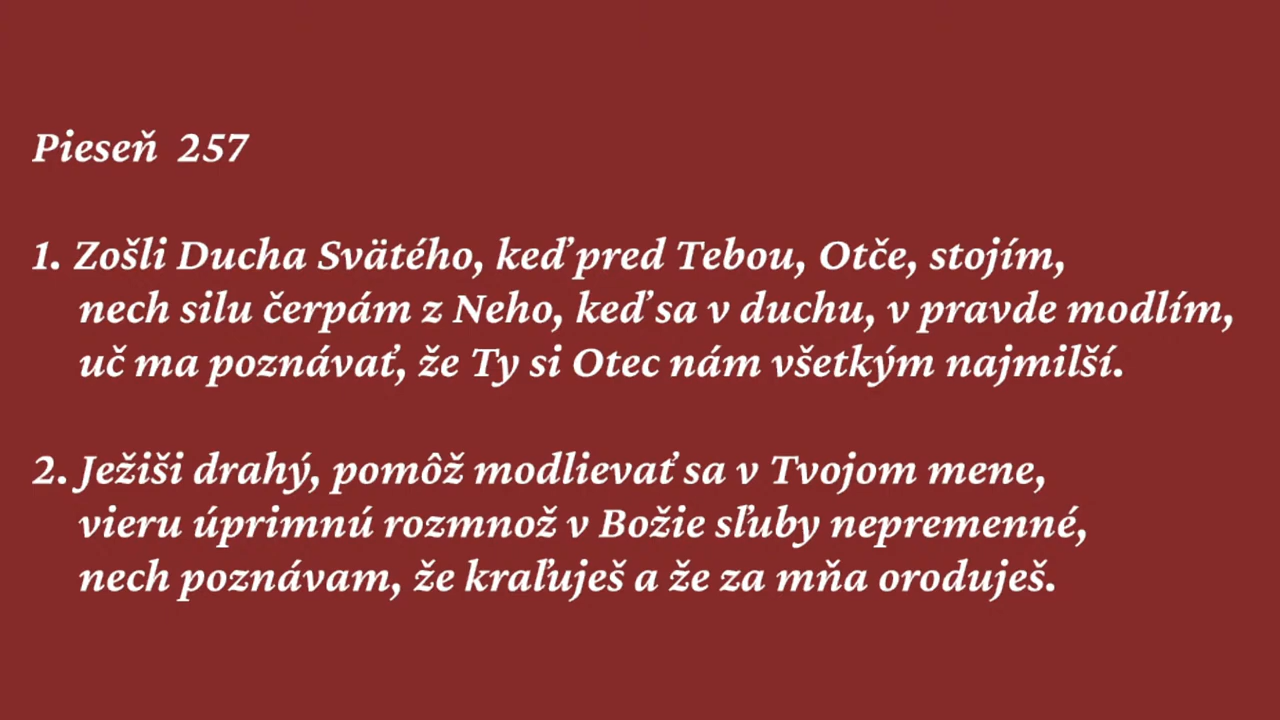 Pieseň 257
1. Zošli Ducha Svätého, keď pred Tebou, Otče, stojím,
nech silu čerpám z Neho, keď sa v duchu, v pravde modlím,
uč ma poznávať, že Ty si Otec nám všetkým najmilší.
2. Ježiši drahý, pomôž modlievať sa v Tvojom mene,
vieru úprimnú rozmnož v Božie sľuby nepremenné,
nech poznávam, že kraľuješ a že za mňa oroduješ.